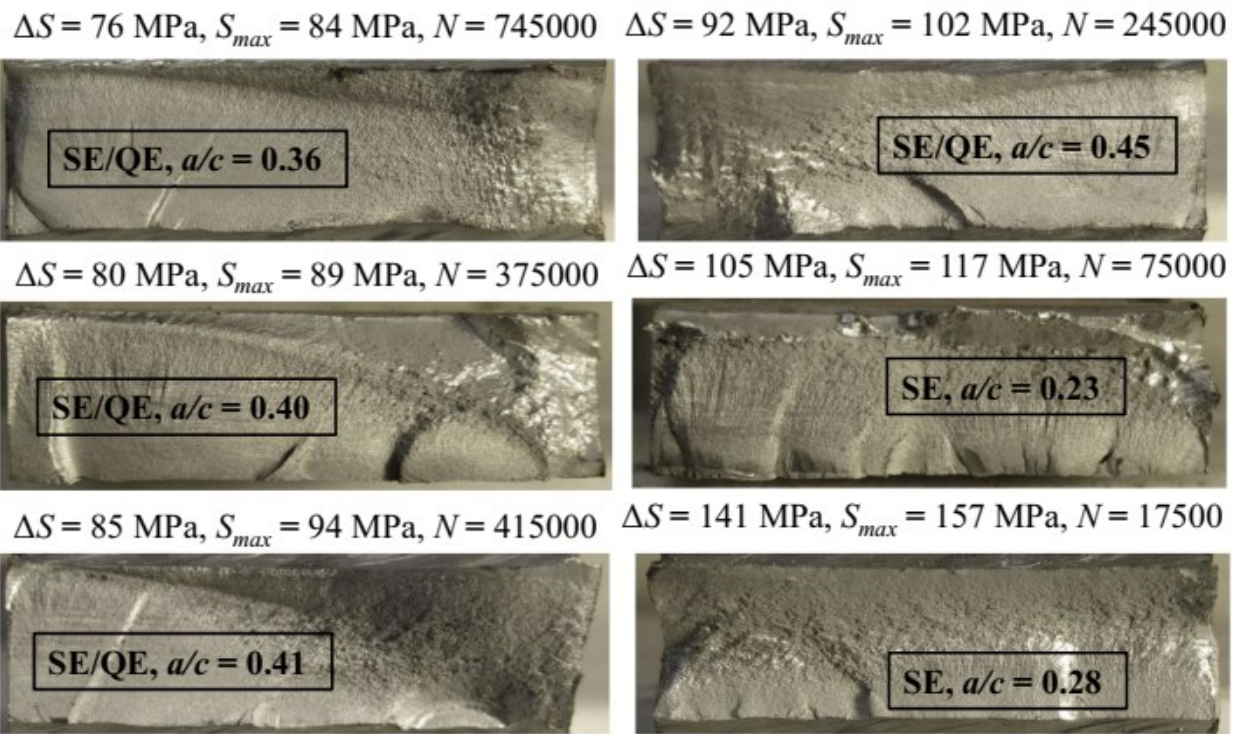 ΔS = 76 MPa, Smax = 84 MPa, N = 745000
SE/QE, a/c = 0.36
ΔS = 92 MPa, Smax = 102 MPa, N = 245000
SE/QE, a/c = 0.45
ΔS = 80 MPa, Smax = 89 MPa, N = 375000
SE/QE, a/c = 0.40
ΔS = 105 MPa, Smax = 117 MPa, N = 75000
SE, a/c = 0.23
ΔS = 85 MPa, Smax = 94 MPa, N = 415000
SE/QE, a/c = 0.41
ΔS = 141 MPa, Smax = 157 MPa, N = 17500
SE, a/c = 0.28